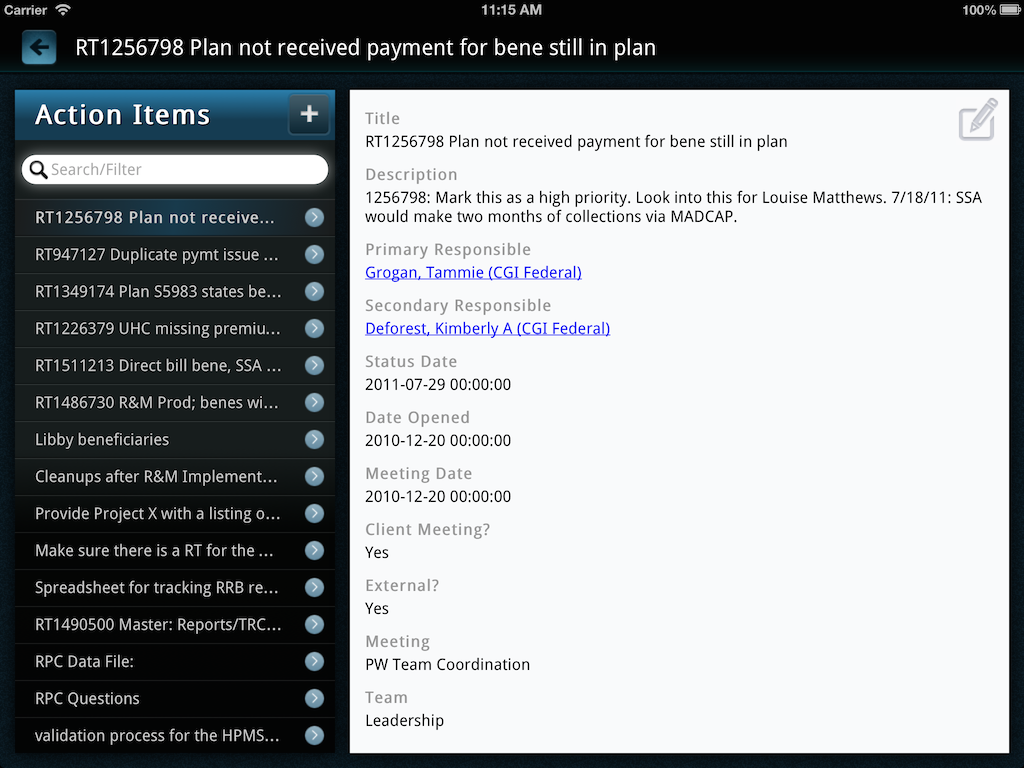 Carrier 11:15 AM 100%
RT1256798 Plan not received payment for bene still in plan
Action Items +
Search/Filter
RT1256798 Plan not receive...
RT947127 Duplicate pymt issue ...
RT1349174 Plan S5983 states be...
RT1226379 UHC missing premiu...
RT1511213 Direct bill bene, SSA ...
RT1486730 R&M Prod; benes wi...
Libby beneficiaries
Cleanups after R&M Implement...
Provide Project X with a listing o...
Make sure there is a RT for the ...
Spreadsheet for tracking RRB re...
RT1490500 Master: Reports/TRC...
RPC Data File:
RPC Questions
validation process for the HPMS...
Title
RT1256798 Plan not received payment for bene still in plan
Description
1256798: Mark this as a high priority. Look into this for Louise Matthews. 7/18/11: SSA
would make two months of collections via MADCAP.
Primary Responsible
Grogan, Tammie (CGI Federal)
Secondary Responsible
Deforest, Kimberly A (CGI Federal)
Status Date
2011-07-29 00:00:00
Date Opened
2010-12-20 00:00:00
Meeting Date
2010-12-20 00:00:00
Client Meeting?
Yes
External?
Yes
Meeting
PW Team Coordination
Team
Leadership